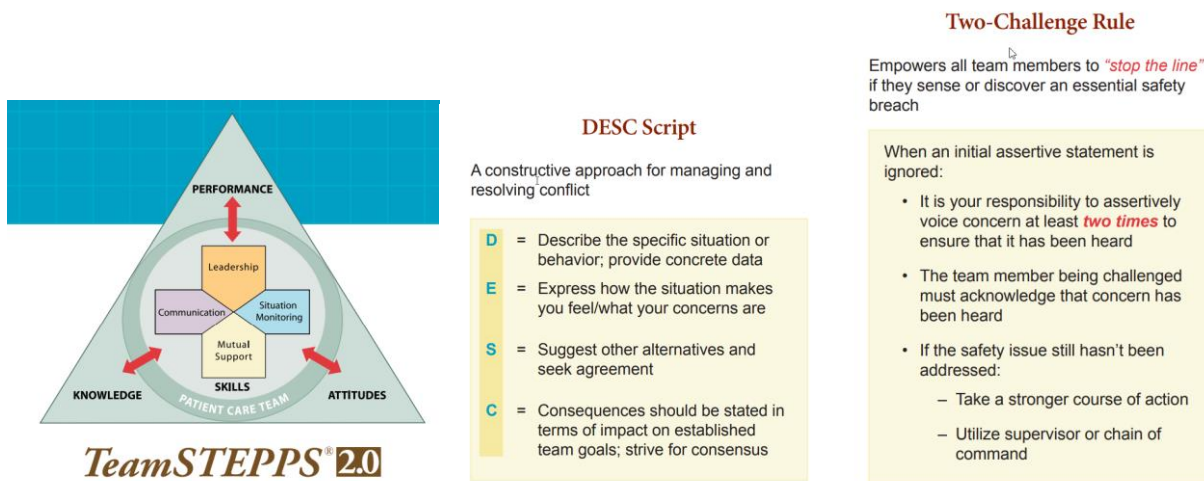 PERFORMANCE
Leadership
Communication
Situation
Monitoring
Mutual
Support
SKILLS
KNOWLEDGE
ATTITUDES
PATIENT CARE TEAM
TeamSTEPPS® 2.0
DESC Script
A constructive approach for managing and
resolving conflict
D = Describe the specific situation or
behavior; provide concrete data
E = Express how the situation makes
you feel/what your concerns are
S = Suggest other alternatives and
seek agreement
C = Consequences should be stated in
terms of impact on established
team goals; strive for consensus
Two-Challenge Rule
Empowers all team members to “stop the line”
if they sense or discover an essential safety
breach
When an initial assertive statement is
ignored:
• It is your responsibility to assertively
voice concern at least two times to
ensure that it has been heard
• The team member being challenged
must acknowledge that concern has
been heard
• If the safety issue still hasn’t been
addressed:
– Take a stronger course of action
– Utilize supervisor or chain of
command